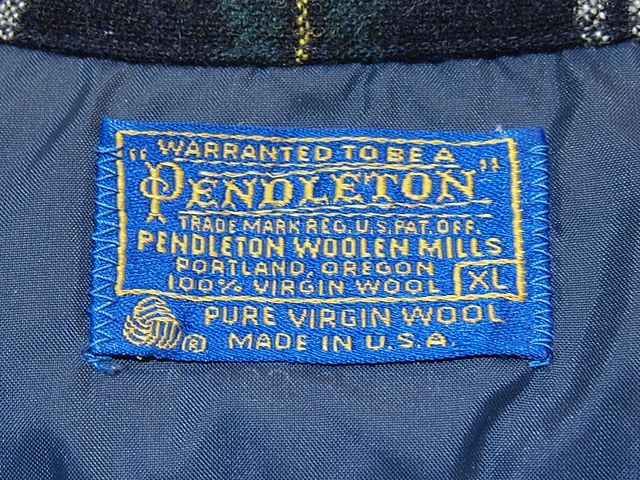 WARRANTED TO BE A
"PENDLETON"
TRADE MARK REG. U.S. PAT. OFF.
PENDLETON WOOLEN MILLS
PORTLAND, OREGON
100% VIRGIN WOOL XL
PURE VIRGIN WOOL
® MADE IN U.S.A.